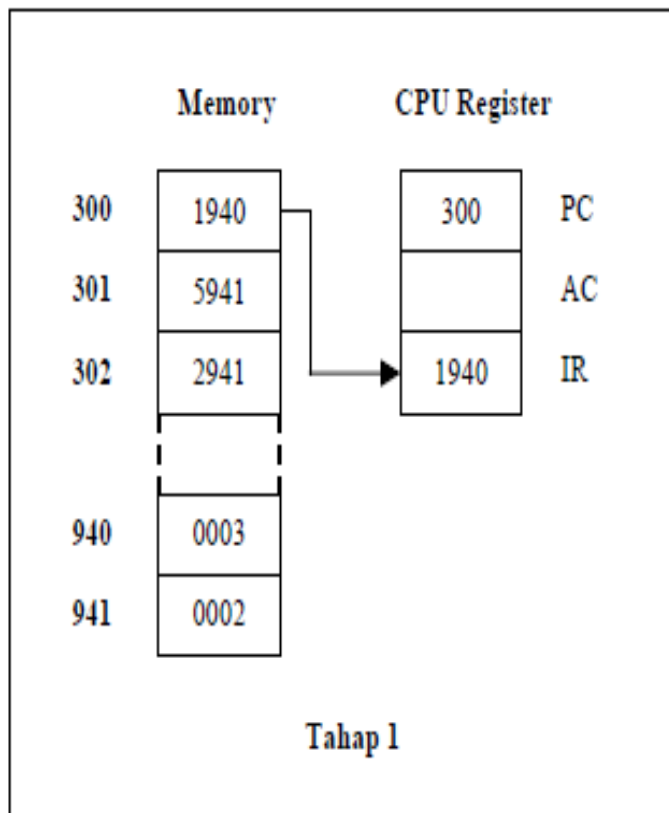 Memory CPU Register
300 1940 300 PC
301 5941 AC
302 2941 1940 IR
940 0003
941 0002
Tahap 1